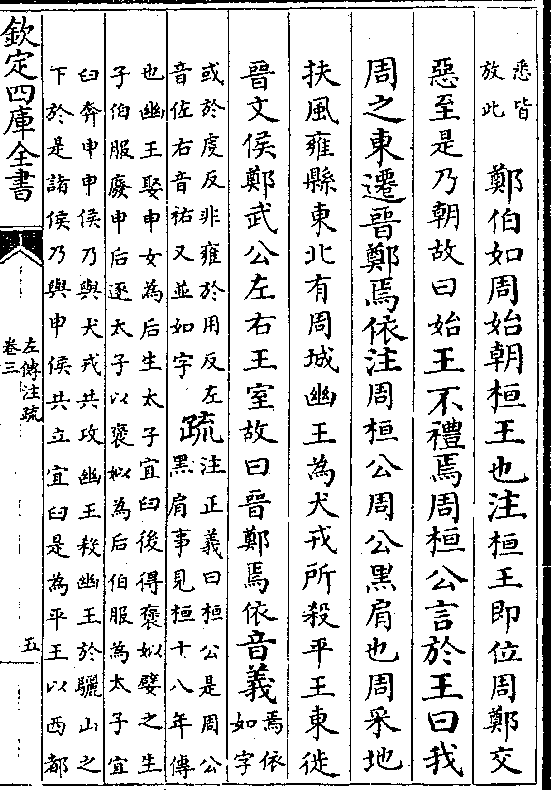 悉皆
放此
鄭伯如周始朝桓王也注桓王即位周鄭交
惡至是乃朝故曰始王不禮焉周桓公言於王曰我
周之東遷晉鄭焉依注周桓公周公黑肩也周采地
扶風雍縣東北有周城幽王為犬戎所殺平王東徙
晉文侯鄭武公左右王室故曰晉鄭焉依音義
焉依
如字
或於虔反非雍於用反左
音佐右音祐又並如字
疏
注正義曰桓公是周公
黑肩事見桓十八年傳
也幽王娶申女為后生太子宜臼後得褒姒嬖之生
子伯服廢申后逐太子以褒姒為后伯服為太子宜
臼奔申申侯乃與犬戎共攻幽王殺幽王於驪山之
下於是諸侯乃與申侯共立宜臼是為平王以西都
欽定四庫全書
左傳注疏
卷三
五